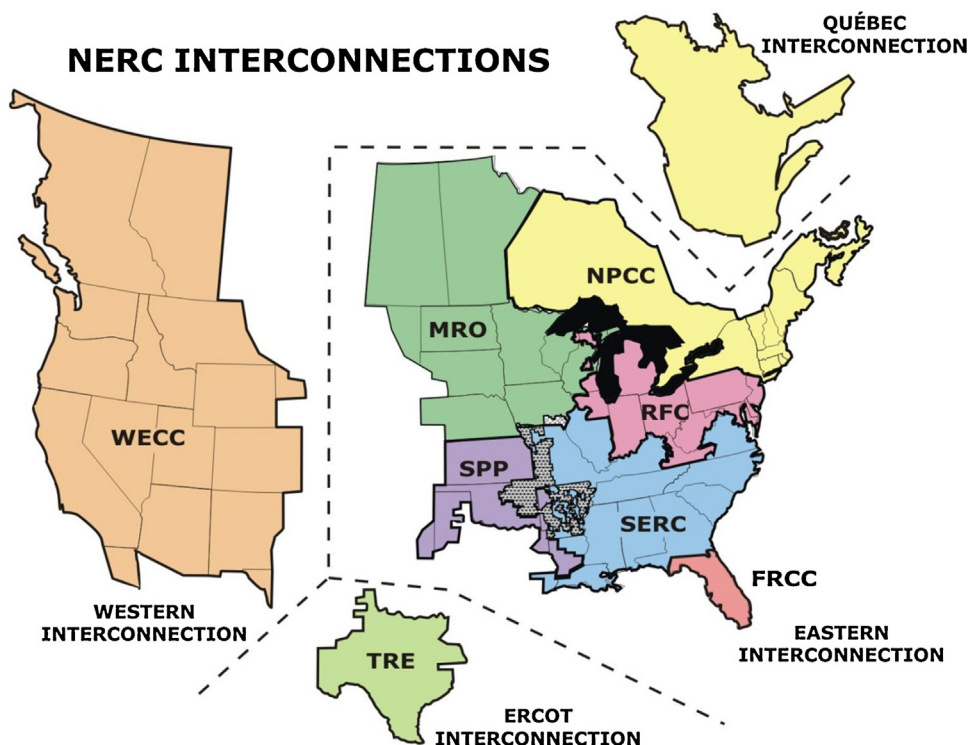 QUÉBEC
INTERCONNECTION
NERC INTERCONNECTIONS
NPCC
MRO
RFC
WECC
SPP
SERC
FRCC
WESTERN
INTERCONNECTION
EASTERN
INTERCONNECTION
TRE
ERCOT
INTERCONNECTION